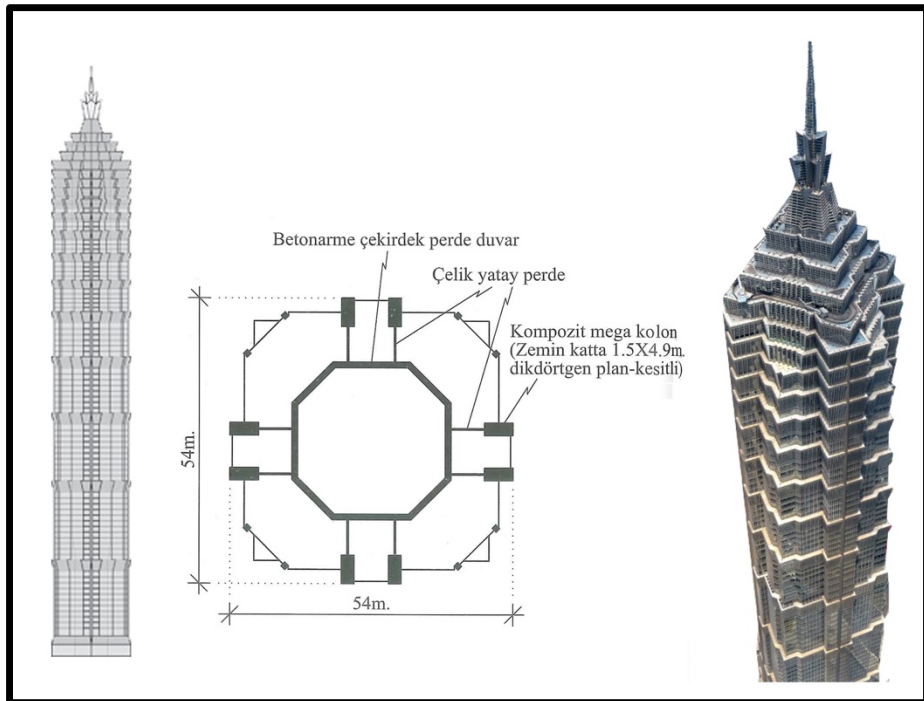 Betonarme çekirdek perde duvar
Çelik yatay perde
Kompozit mega kolon
(Zemin katta 1.5X4.9m.
dikdörtgen plan-kesitli)
54m.
54m.